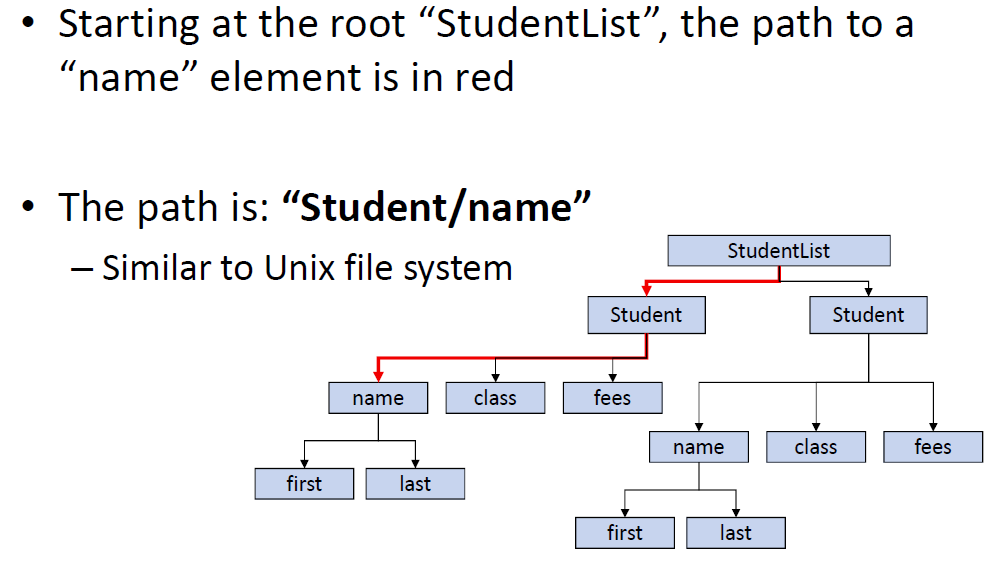 • Starting at the root “StudentList”, the path to a
“name” element is in red
• The path is: “Student/name”
– Similar to Unix file system
StudentList
Student Student
name class fees
name class fees
first last
first last